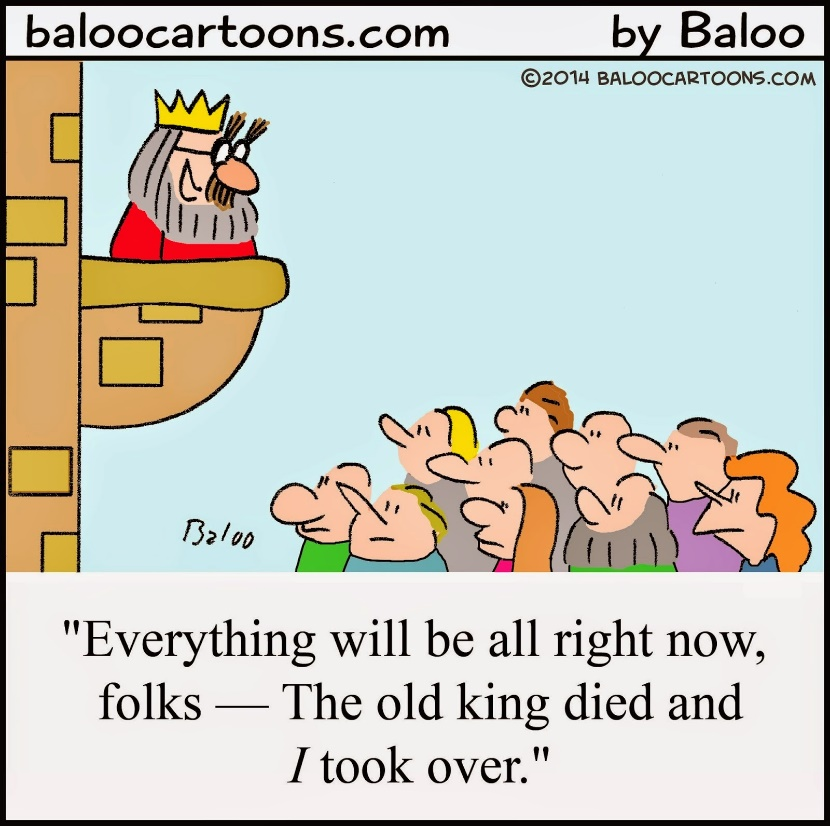 baloocartoons.com by Baloo
©2014 BALOOCARTOONS.COM
Baloo
"Everything will be all right now,
folks — The old king died and
I took over."